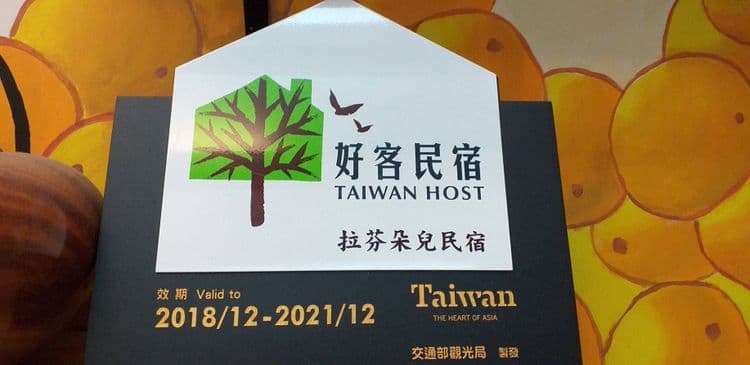 好客民宿
TAIWAN HOST
拉芬朵兒民宿
效期 Valid to
2018/12-2021/12
Taiwan
THE HEART OF ASIA
交通部觀光局 製發